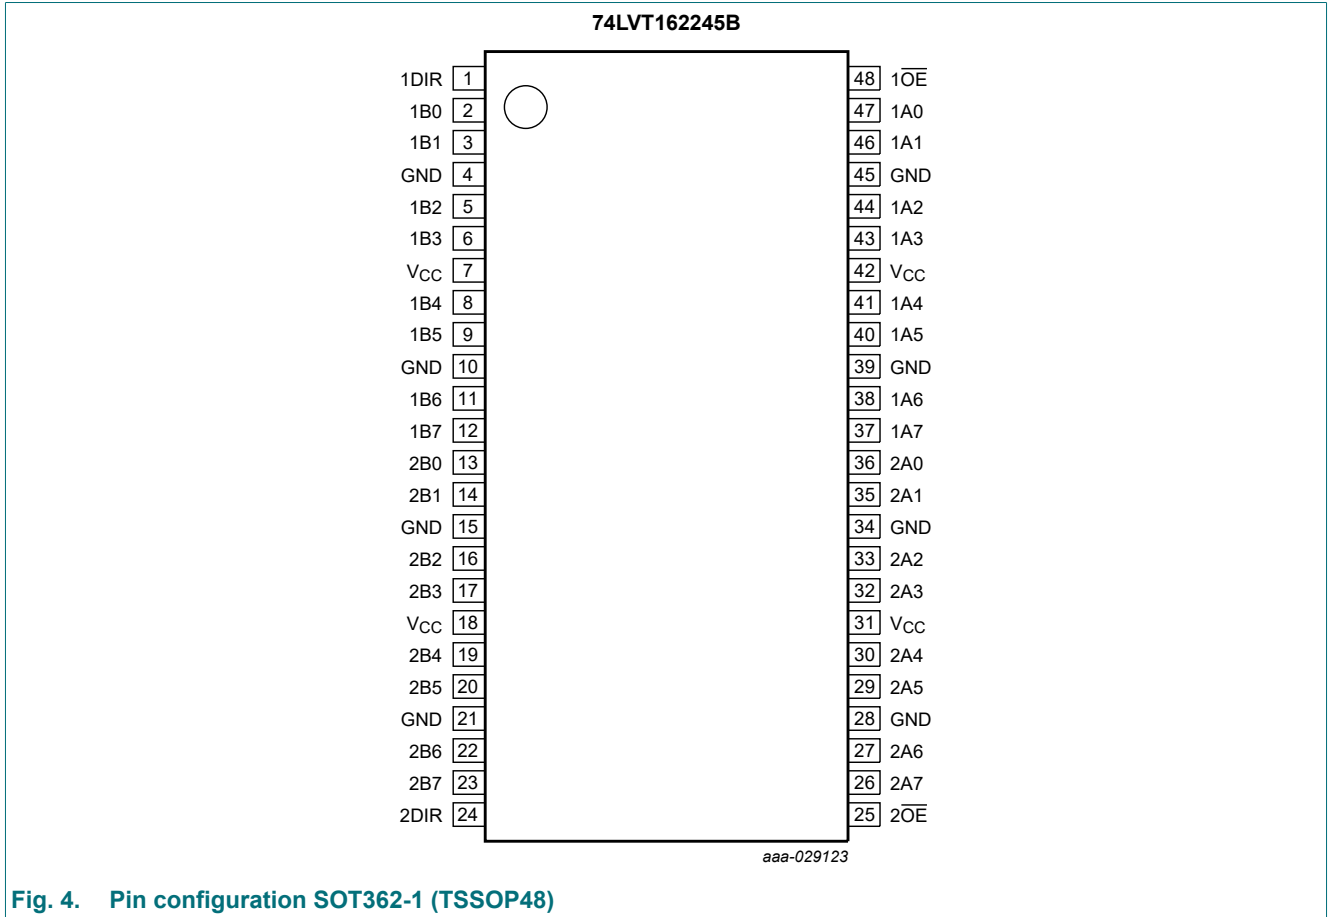 74LVT162245B
1DIR 1 48 1O̅E̅
1B0 2 47 1A0
1B1 3 46 1A1
GND 4 45 GND
1B2 5 44 1A2
1B3 6 43 1A3
VCC 7 42 VCC
1B4 8 41 1A4
1B5 9 40 1A5
GND 10 39 GND
1B6 11 38 1A6
1B7 12 37 1A7
2B0 13 36 2A0
2B1 14 35 2A1
GND 15 34 GND
2B2 16 33 2A2
2B3 17 32 2A3
VCC 18 31 VCC
2B4 19 30 2A4
2B5 20 29 2A5
GND 21 28 GND
2B6 22 27 2A6
2B7 23 26 2A7
2DIR 24 25 2O̅E̅
aaa-029123
Fig. 4. Pin configuration SOT362-1 (TSSOP48)